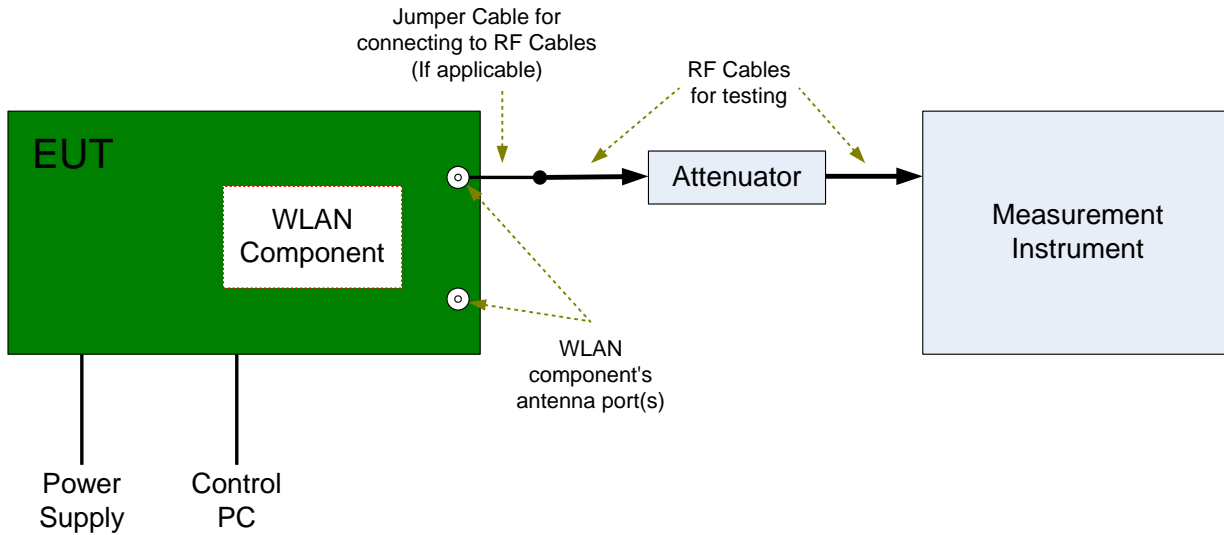 Jumper Cable for
connecting to RF Cables
(If applicable)
RF Cables
for testing
EUT
WLAN
Component
Attenuator
Measurement
Instrument
WLAN
component's
antenna port(s)
Power
Supply
Control
PC